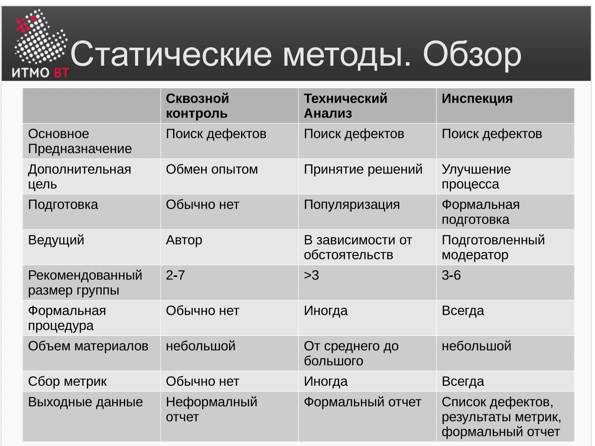 ИТМО ВТ
Статические методы. Обзор
Сквозной контроль | Технический Анализ | Инспекция
Основное Предназначение | Поиск дефектов | Поиск дефектов | Поиск дефектов
Дополнительная цель | Обмен опытом | Принятие решений | Улучшение процесса
Подготовка | Обычно нет | Популяризация | Формальная подготовка
Ведущий | Автор | В зависимости от обстоятельств | Подготовленный модератор
Рекомендованный размер группы | 2-7 | >3 | 3-6
Формальная процедура | Обычно нет | Иногда | Всегда
Объем материалов | небольшой | От среднего до большого | небольшой
Сбор метрик | Обычно нет | Иногда | Всегда
Выходные данные | Неформалный отчет | Формальный отчет | Список дефектов, результаты метрик, формальный отчет